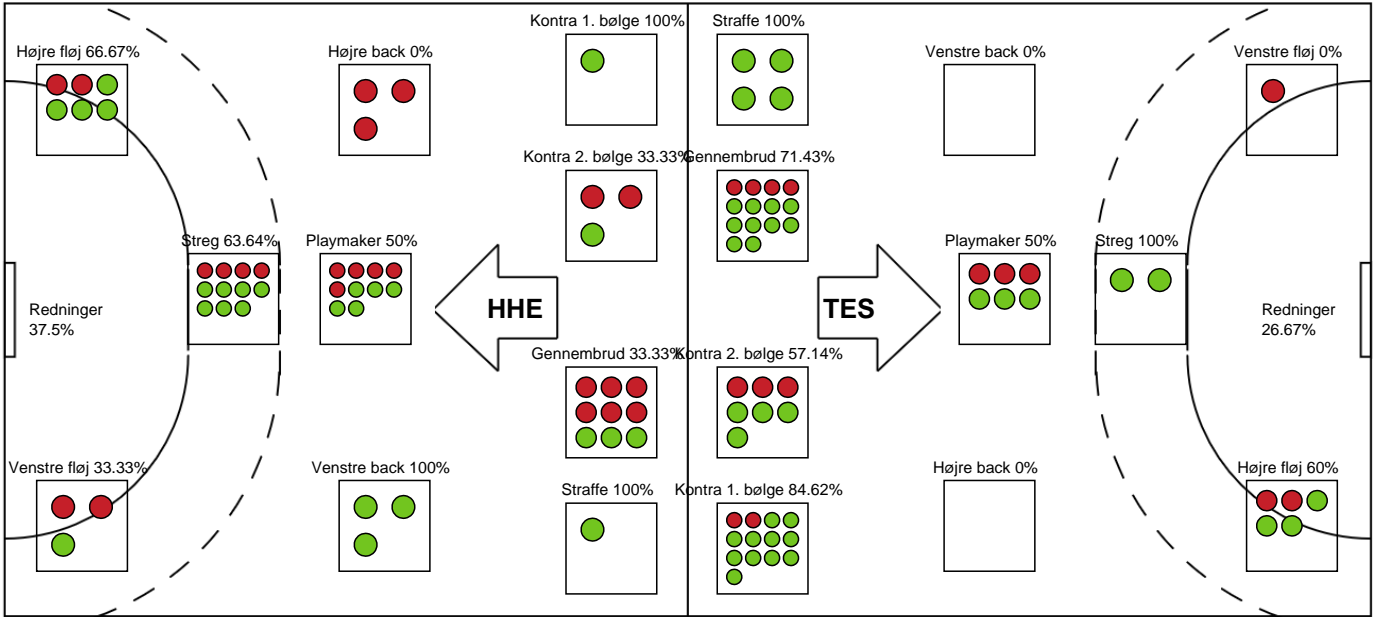 Kontra 1. bølge 100%
Straffe 100%
Højre fløj 66.67%
Højre back 0%
Venstre back 0%
Venstre fløj 0%
Kontra 2. bølge 33.33%
Gennembrud 71.43%
Streg 63.64%
Playmaker 50%
Playmaker 50%
Streg 100%
Redninger
37.5%
HHE
TES
Redninger
26.67%
Gennembrud 33.33%
Kontra 2. bølge 57.14%
Venstre fløj 33.33%
Venstre back 100%
Straffe 100%
Kontra 1. bølge 84.62%
Højre back 0%
Højre fløj 60%